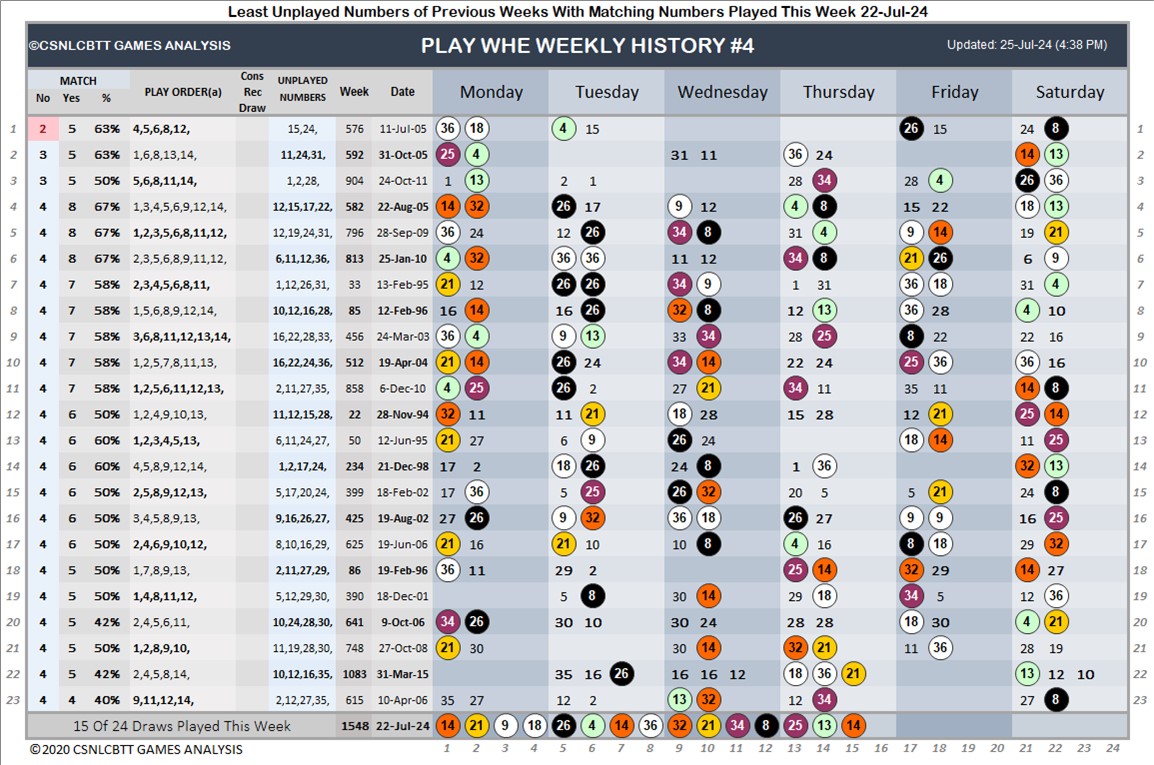 Least Unplayed Numbers of Previous Weeks With Matching Numbers Played This Week 22-Jul-24
©CSNLCBTT GAMES ANALYSIS PLAY WHE WEEKLY HISTORY #4 Updated: 25-Jul-24 (4:38 PM)
MATCH No Yes % PLAY ORDER(a) Cons Rec Draw UNPLAYED NUMBERS Week Date Monday Tuesday Wednesday Thursday Friday Saturday
1 2 5 63% 4,5,6,8,12, 15,24, 576 11-Jul-05 36 18 4 15 26 15 24 8 1
2 3 5 63% 1,6,8,13,14, 11,24,31, 592 31-Oct-05 25 4 31 11 36 24 14 13 2
3 3 5 50% 5,6,8,11,14, 1,2,28, 904 24-Oct-11 1 13 2 1 28 34 28 4 26 36 3
4 4 8 67% 1,3,4,5,6,9,12,14, 12,15,17,22, 582 22-Aug-05 14 32 26 17 9 12 4 8 15 22 18 13 4
5 4 8 67% 1,2,3,5,6,8,11,12, 12,19,24,31, 796 28-Sep-09 36 24 12 26 34 8 31 4 9 14 19 21 5
6 4 8 67% 2,3,5,6,8,9,11,12, 6,11,12,36, 813 25-Jan-10 4 32 36 36 11 12 34 8 21 26 6 9 6
7 4 7 58% 2,3,4,5,6,8,11, 1,12,26,31, 33 13-Feb-95 21 12 26 26 34 9 1 31 36 18 31 4 7
8 4 7 58% 1,5,6,8,9,12,14, 10,12,16,28, 85 12-Feb-96 16 14 16 26 32 8 12 13 36 28 4 10 8
9 4 7 58% 3,6,8,11,12,13,14, 16,22,28,33, 456 24-Mar-03 36 4 9 13 33 34 28 25 8 22 22 16 9
10 4 7 58% 1,2,5,7,8,11,13, 16,22,24,36, 512 19-Apr-04 21 14 26 24 34 14 22 24 25 36 36 16 10
11 4 7 58% 1,2,5,6,11,12,13, 2,11,27,35, 858 6-Dec-10 4 25 26 2 27 21 34 11 35 11 14 8 11
12 4 6 50% 1,2,4,9,10,13, 11,12,15,28, 22 28-Nov-94 32 11 11 21 18 28 15 28 12 21 25 14 12
13 4 6 60% 1,2,3,4,5,13, 6,11,24,27, 50 12-Jun-95 21 27 6 9 26 24 18 14 11 25 13
14 4 6 60% 4,5,8,9,12,14, 1,2,17,24, 234 21-Dec-98 17 2 18 26 24 8 1 36 32 13 14
15 4 6 50% 2,5,8,9,12,13, 5,17,20,24, 399 18-Feb-02 17 36 5 25 26 32 20 5 5 21 24 8 15
16 4 6 50% 3,4,5,8,9,13, 9,16,26,27, 425 19-Aug-02 27 26 9 32 36 18 26 27 9 9 16 25 16
17 4 6 50% 2,4,6,9,10,12, 8,10,16,29, 625 19-Jun-06 21 16 21 10 10 8 4 16 8 18 29 32 17
18 4 5 50% 1,7,8,9,13, 2,11,27,29, 86 19-Feb-96 36 11 29 2 25 14 32 29 14 27 18
19 4 5 50% 1,4,8,11,12, 5,12,29,30, 390 18-Dec-01 5 8 30 14 29 18 34 5 12 36 19
20 4 5 42% 2,4,5,6,11, 10,24,28,30, 641 9-Oct-06 34 26 30 10 30 24 28 28 18 30 4 21 20
21 4 5 50% 1,2,8,9,10, 11,19,28,30, 748 27-Oct-08 21 30 30 14 32 21 11 36 28 19 21
22 4 5 42% 2,4,5,8,14, 10,12,16,35, 1083 31-Mar-15 35 16 26 16 16 12 18 36 21 13 12 10 22
23 4 4 40% 9,11,12,14, 2,12,27,35, 615 10-Apr-06 35 27 12 2 13 32 12 34 27 8 23
15 Of 24 Draws Played This Week 1548 22-Jul-24 14 21 9 18 26 4 14 36 32 21 34 8 25 13 14
©2020 CSNLCBTT GAMES ANALYSIS 1 2 3 4 5 6 7 8 9 10 11 12 13 14 15 16 17 18 19 20 21 22 23 24